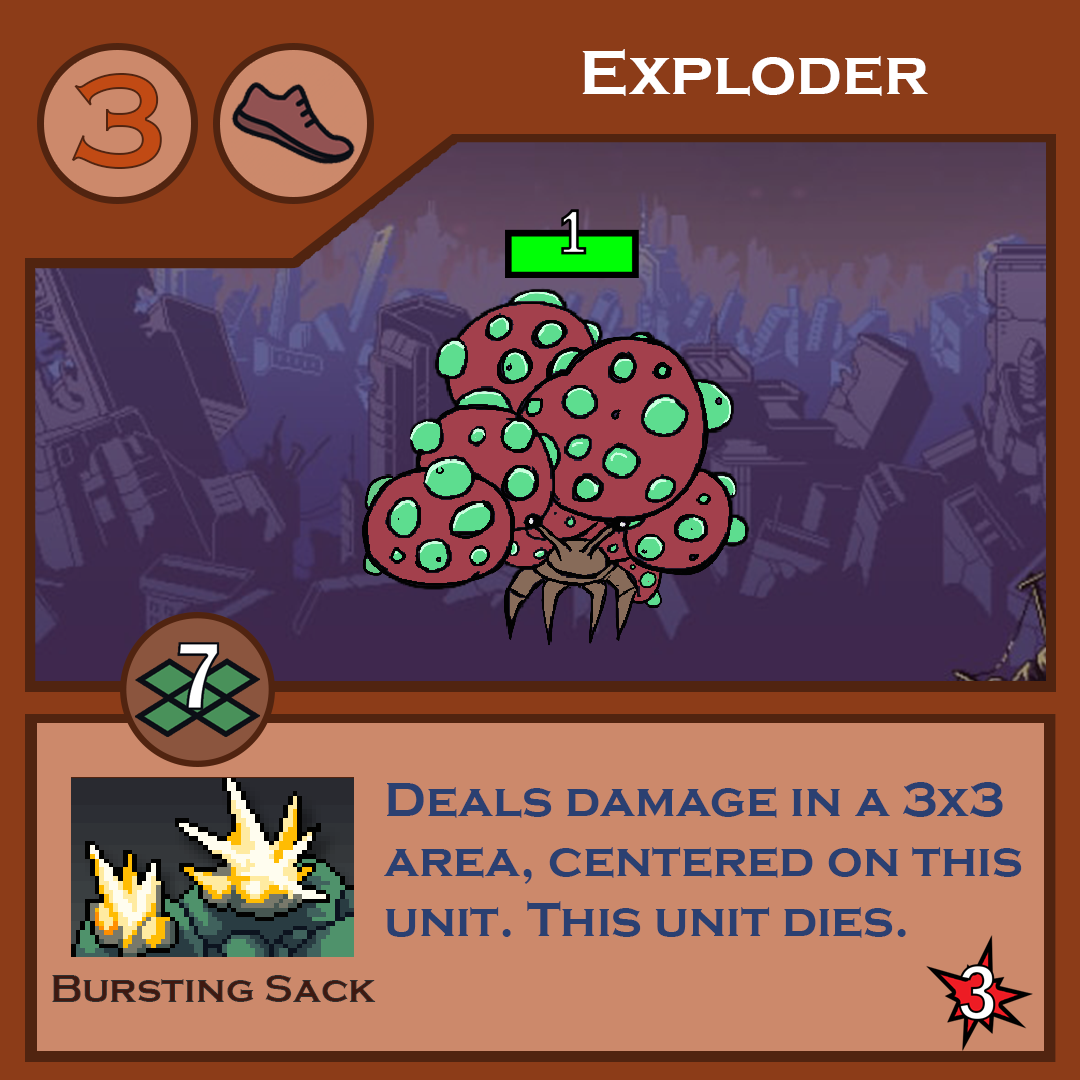 3
Exploder
1
7
Deals damage in a 3x3
area, centered on this
unit. This unit dies.
Bursting Sack
3